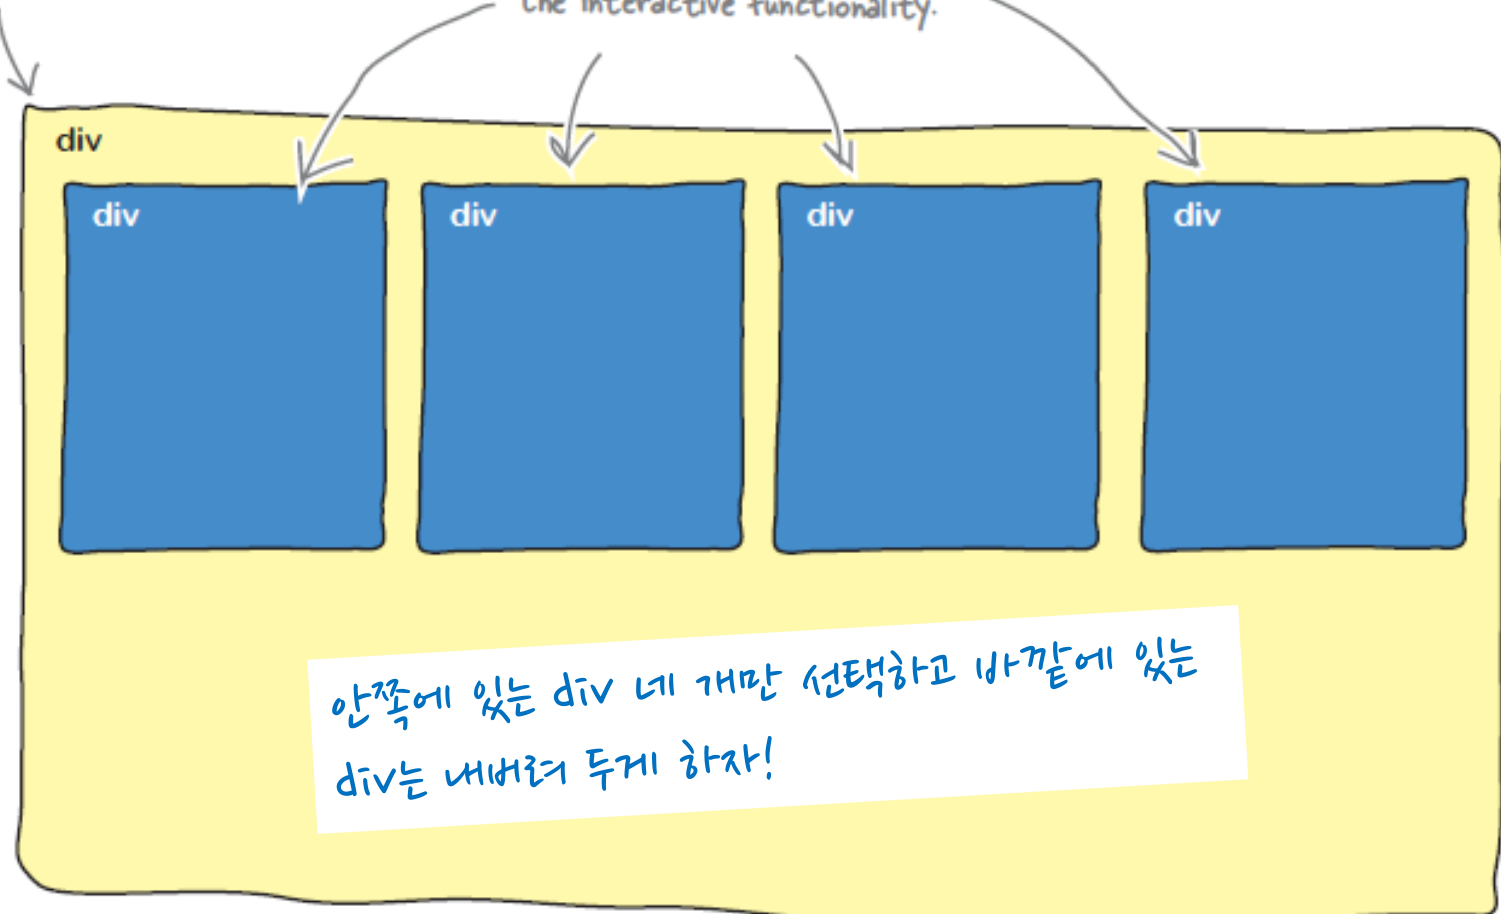 the interactive functionality.
div
div
div
div
div
안쪽에 있는 div 네 개만 선택하고 바깥에 있는
div는 내버려 두게 하자!